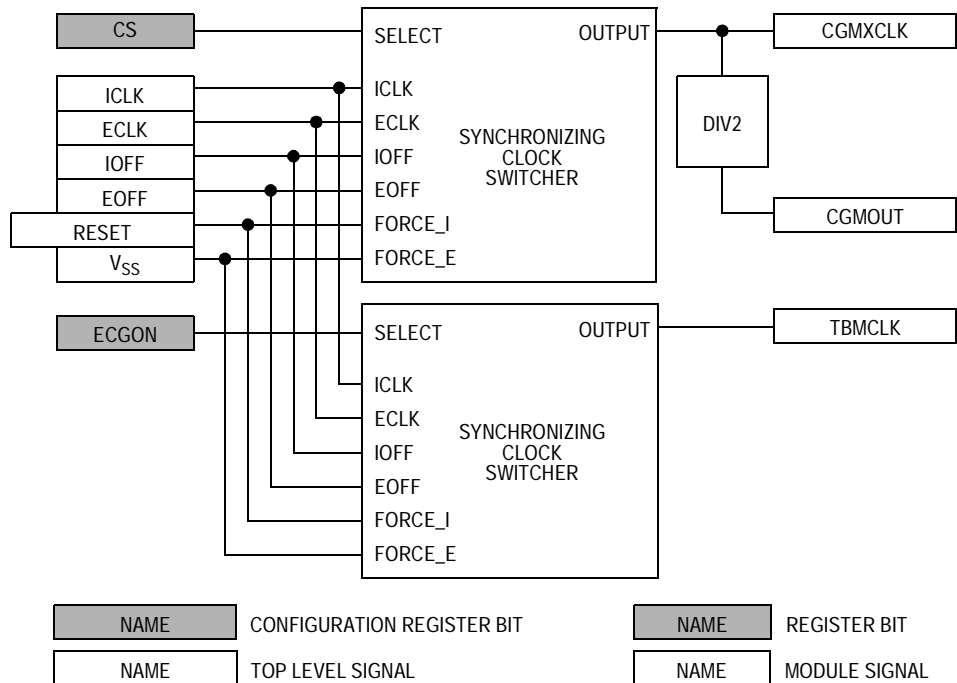 CS
SELECT
OUTPUT
CGMXCLK
ICLK
ICLK
ECLK
ECLK
DIV2
IOFF
IOFF
SYNCHRONIZING
CLOCK
SWITCHER
EOFF
EOFF
RESET
FORCE_I
CGMOUT
VSS
FORCE_E
ECGON
SELECT
OUTPUT
TBMCLK
ICLK
ECLK
IOFF
SYNCHRONIZING
CLOCK
SWITCHER
EOFF
FORCE_I
FORCE_E
NAME CONFIGURATION REGISTER BIT
NAME REGISTER BIT
NAME TOP LEVEL SIGNAL
NAME MODULE SIGNAL